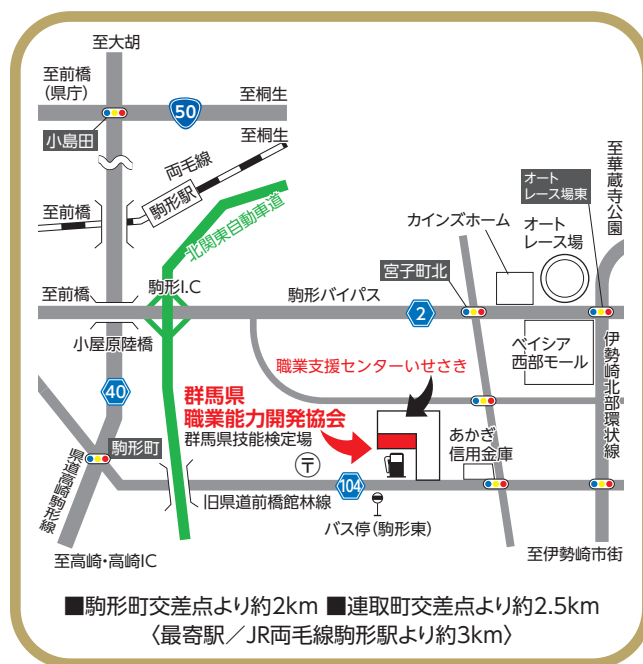 至大胡
至前橋
(県庁)
至桐生
50
小島田
至桐生
両毛線
駒形駅
至前橋
北関東自動車道
至華蔵寺公園
オート
レース場東
カインズホーム
オート
レース場
宮子町北
至前橋
駒形I.C
駒形バイパス
2
小屋原陸橋
ベイシア
西部モール
伊勢崎北部環状線
職業支援センターいせさき
40
群馬県
職業能力開発協会
群馬県技能検定場
あかぎ
信用金庫
駒形町
〒
県道高崎駒形線
104
旧県道前橋館林線
バス停(駒形東)
至高崎・高崎IC
至伊勢崎市街
■駒形町交差点より約2km ■連取町交差点より約2.5km
〈最寄駅/JR両毛線駒形駅より約3km〉